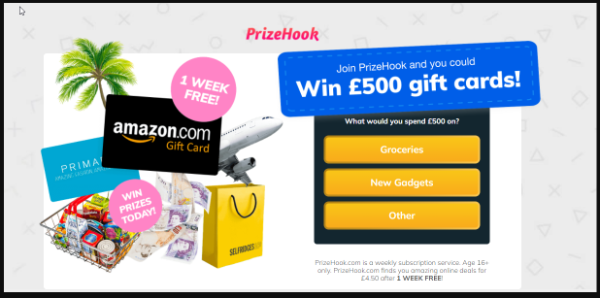 PrizeHook
1 WEEK
FREE!
amazon.com
Gift Card
PRIMA
WIN
PRIZES
TODAY!
Join PrizeHook and you could
Win £500 gift cards!
What would you spend £500 on?
Groceries
New Gadgets
Other
PrizeHook.com is a weekly subscription service. Age 16+
only. PrizeHook.com finds you amazing online deals for
£4.50 after 1 WEEK FREE!